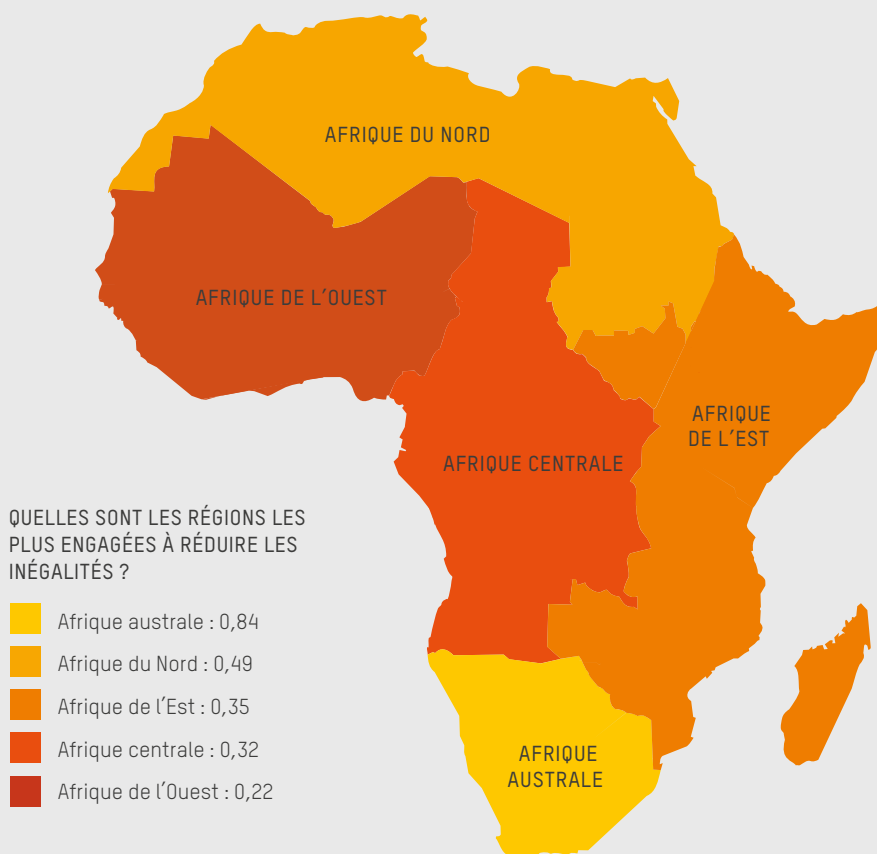 AFRIQUE DU NORD
AFRIQUE DE L'OUEST
AFRIQUE
DE L'EST
AFRIQUE CENTRALE
AFRIQUE
AUSTRALE
QUELLES SONT LES RÉGIONS LES
PLUS ENGAGÉES À RÉDUIRE LES
INÉGALITÉS ?
Afrique australe : 0,84
Afrique du Nord : 0,49
Afrique de l'Est : 0,35
Afrique centrale : 0,32
Afrique de l'Ouest : 0,22